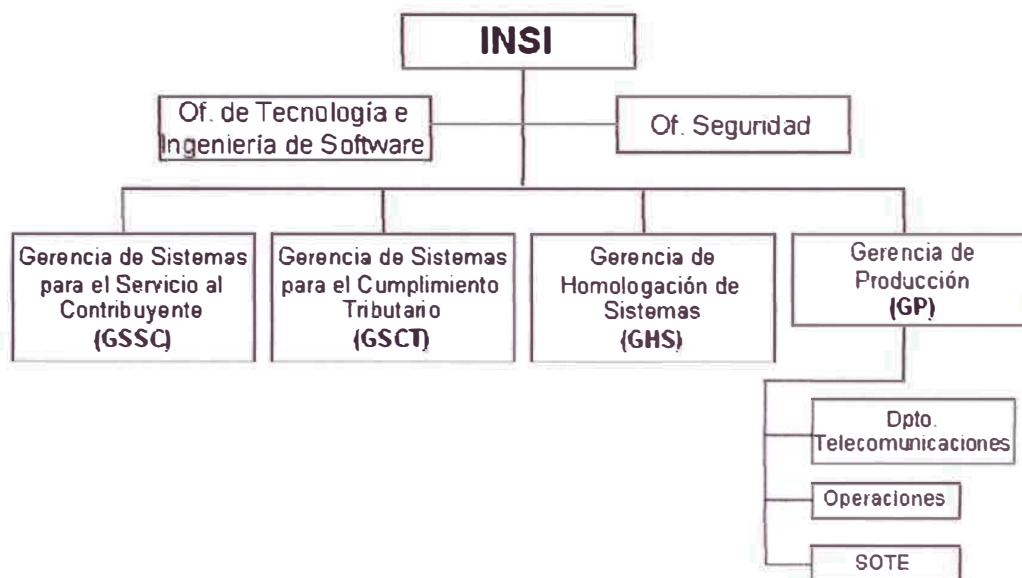 INSI
Of. de Tecnología e
Ingeniería de Software
Of. Seguridad
Gerencia de Sistemas
para el Servicio al
Contribuyente
(GSSC)
Gerencia de Sistemas
para el Cumplimiento
Tributario
(GSCT)
Gerencia de
Homologación de
Sistemas
(GHS)
Gerencia de
Producción
(GP)
Dpto.
Telecomunicaciones
Operaciones
SOTE